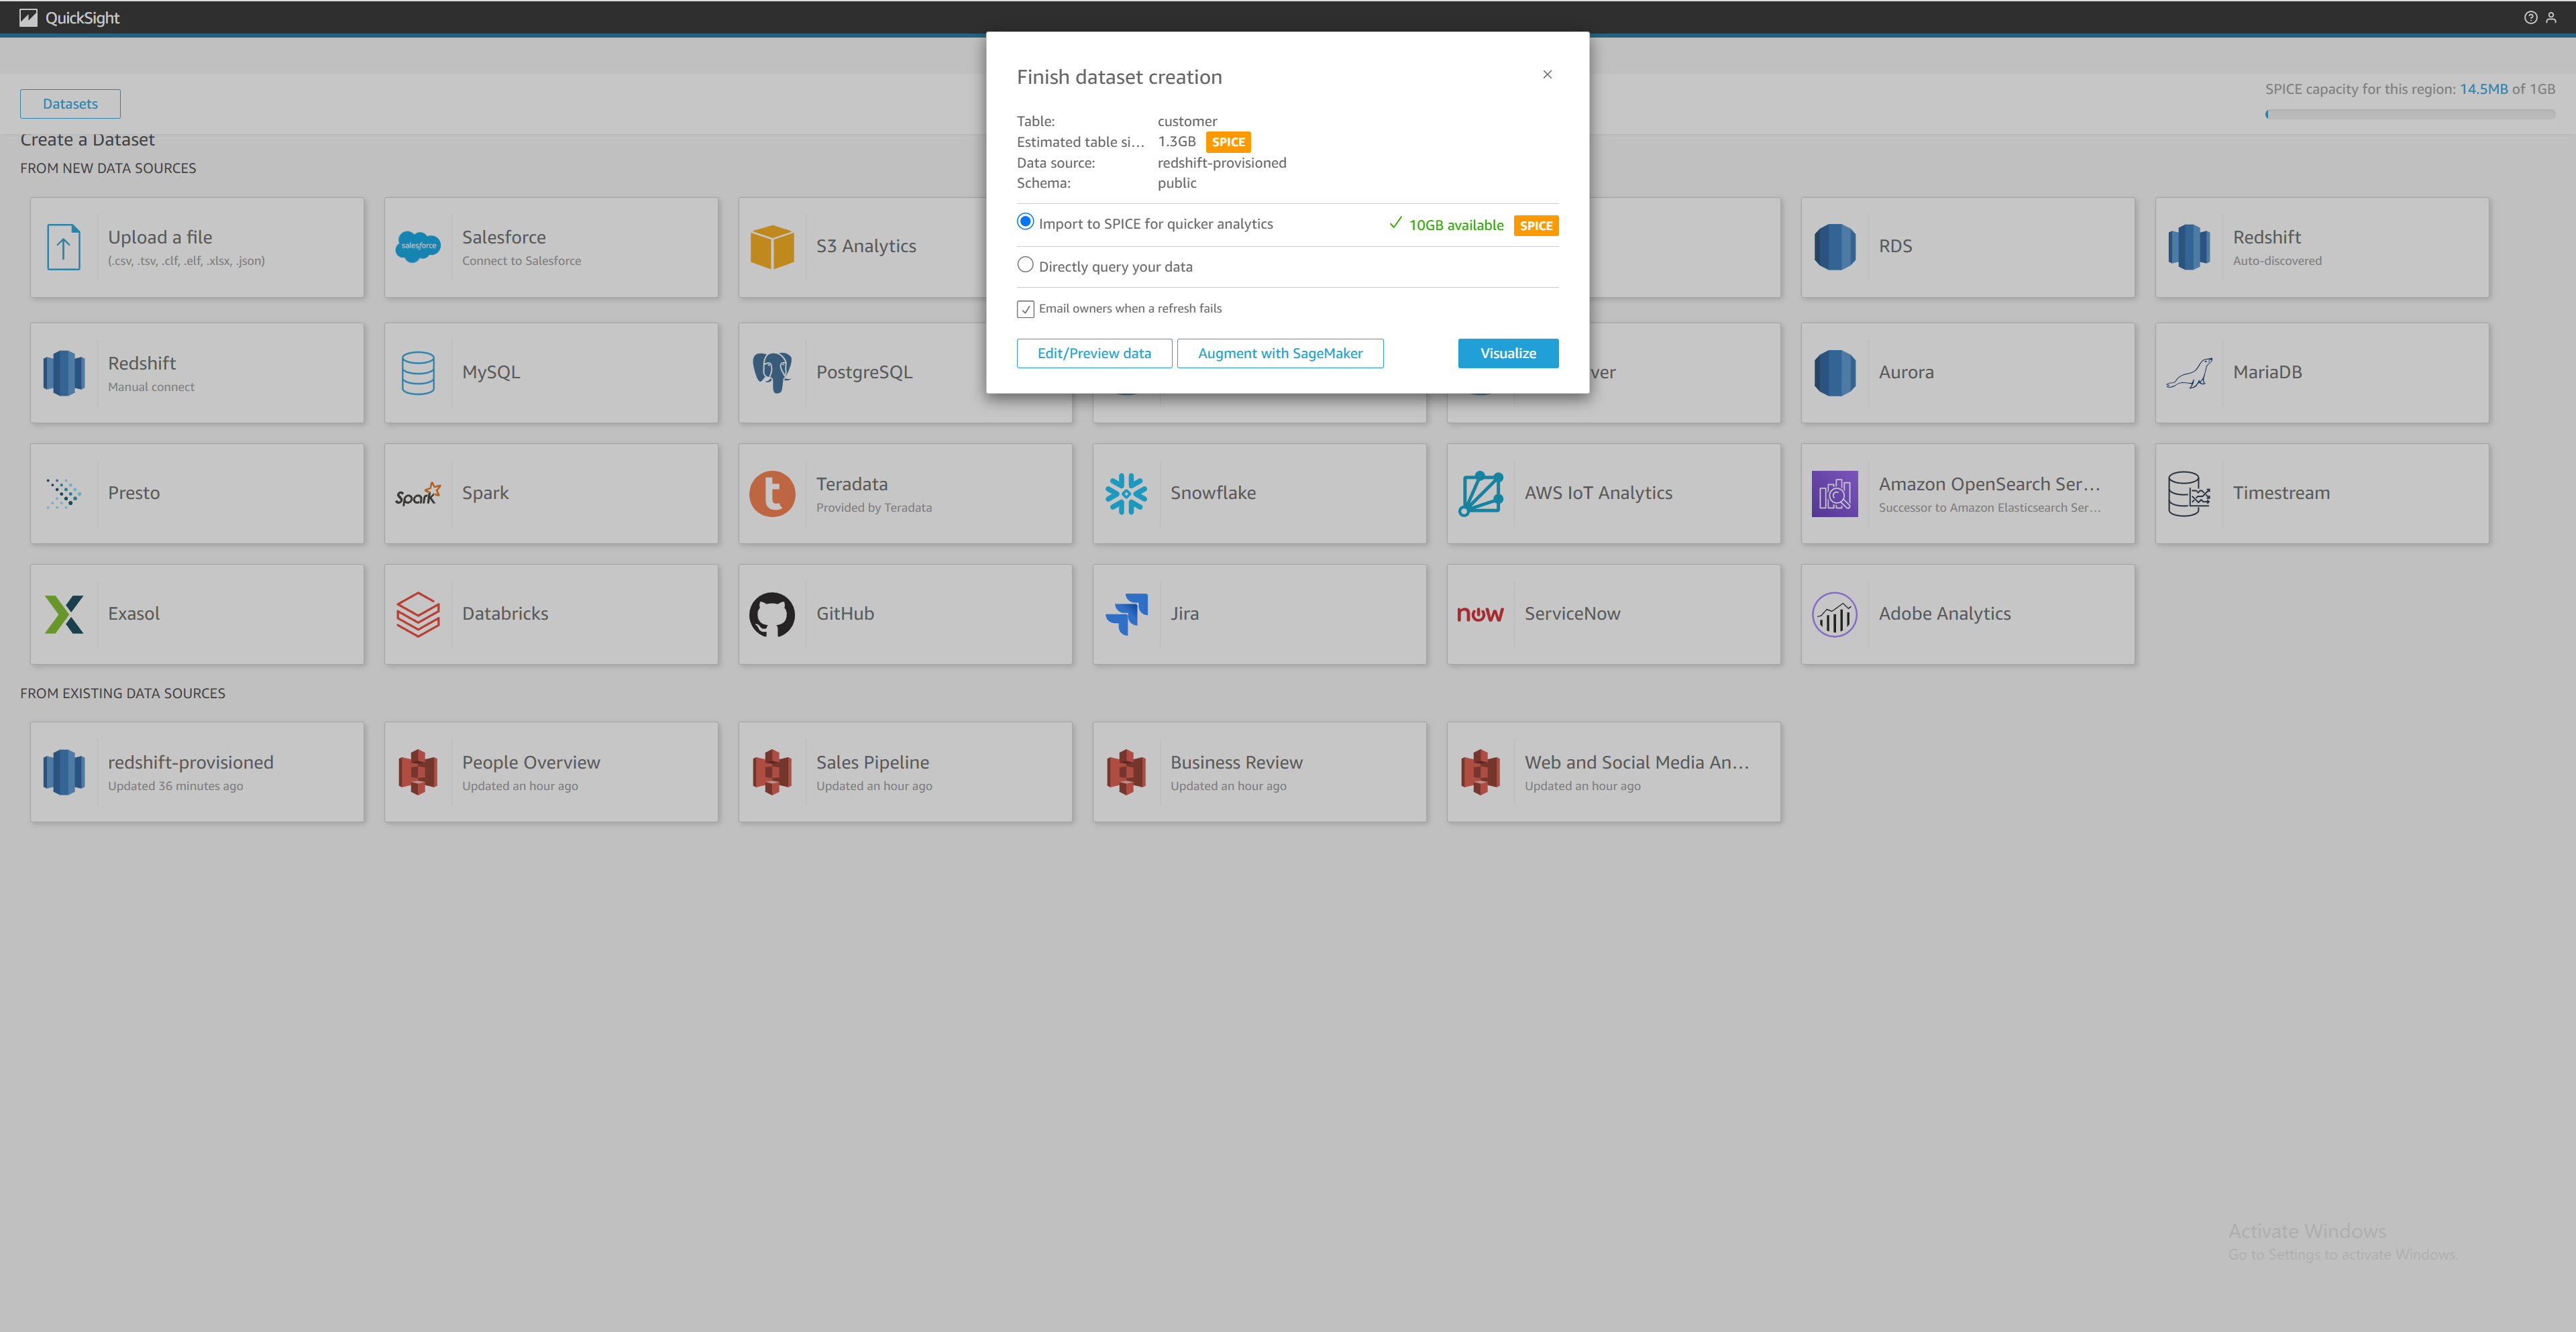 QuickSight
Finish dataset creation
Table: customer
Estimated table si... 1.3GB SPICE
Data source: redshift-provisioned
Schema: public
Import to SPICE for quicker analytics 10GB available SPICE
Directly query your data
Email owners when a refresh fails
Edit/Preview data Augment with SageMaker Visualize
Datasets
SPICE capacity for this region: 14.5MB of 1GB
Create a Dataset
FROM NEW DATA SOURCES
Upload a file
(.csv, .tsv, .clf, .elf, .xlsx, .json)
Salesforce
salesforce
Connect to Salesforce
S3 Analytics
RDS
Redshift
Auto-discovered
Redshift
Manual connect
MySQL
PostgreSQL
ver
Aurora
MariaDB
Presto
Spark
Spark
Teradata
t
Provided by Teradata
Snowflake
AWS IoT Analytics
Amazon OpenSearch Ser...
Successor to Amazon Elasticsearch Ser...
Timestream
Exasol
Databricks
GitHub
Jira
now
ServiceNow
Adobe Analytics
FROM EXISTING DATA SOURCES
redshift-provisioned
Updated 36 minutes ago
People Overview
Updated an hour ago
Sales Pipeline
Updated an hour ago
Business Review
Updated an hour ago
Web and Social Media An...
Updated an hour ago
Activate Windows
Go to Settings to activate Windows.